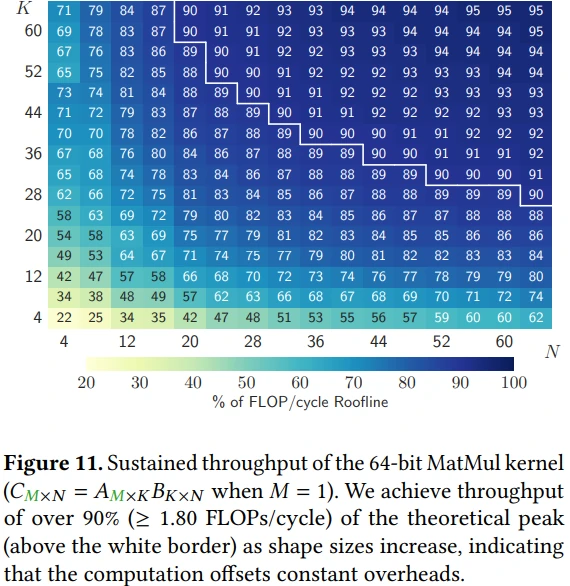 K 71 79 84 87 90 91 92 93 93 94 94 94 94 95 95 95
60 69 78 83 87 90 91 92 92 93 93 93 94 94 94 94 95
67 76 83 86 89 90 91 92 92 92 93 93 93 94 94 94
52 65 75 82 85 88 90 90 91 92 92 92 93 93 93 94 94
73 74 81 84 88 89 90 91 91 92 92 92 93 93 93 94
44 71 72 79 83 87 88 89 90 91 91 92 92 92 92 93 93
70 70 78 82 86 87 88 89 90 90 90 91 91 92 92 92
36 67 68 76 80 84 86 87 88 89 89 90 90 91 91 91 92
65 68 74 78 83 84 86 87 88 88 89 89 90 90 90 91
28 62 66 72 75 81 83 84 85 86 87 88 88 89 89 89 90
58 63 69 72 79 80 82 83 84 85 86 87 87 88 88 88
20 54 58 63 69 75 77 79 81 82 83 84 85 85 86 86 86
49 53 64 67 71 74 75 77 79 80 81 82 82 83 83 84
12 42 47 57 58 66 68 70 72 73 74 76 77 78 79 79 80
34 38 48 49 57 62 63 66 68 67 68 69 70 71 72 74
4 22 25 34 35 42 47 48 51 53 55 56 57 59 60 60 62
4 12 20 28 36 44 52 60 N
20 30 40 50 60 70 80 90 100
% of FLOP/cycle Roofline
Figure 11. Sustained throughput of the 64-bit MatMul kernel
(C_{M×N} = A_{M×K}B_{K×N} when M = 1). We achieve throughput
of over 90% (≥ 1.80 FLOPs/cycle) of the theoretical peak
(above the white border) as shape sizes increase, indicating
that the computation offsets constant overheads.